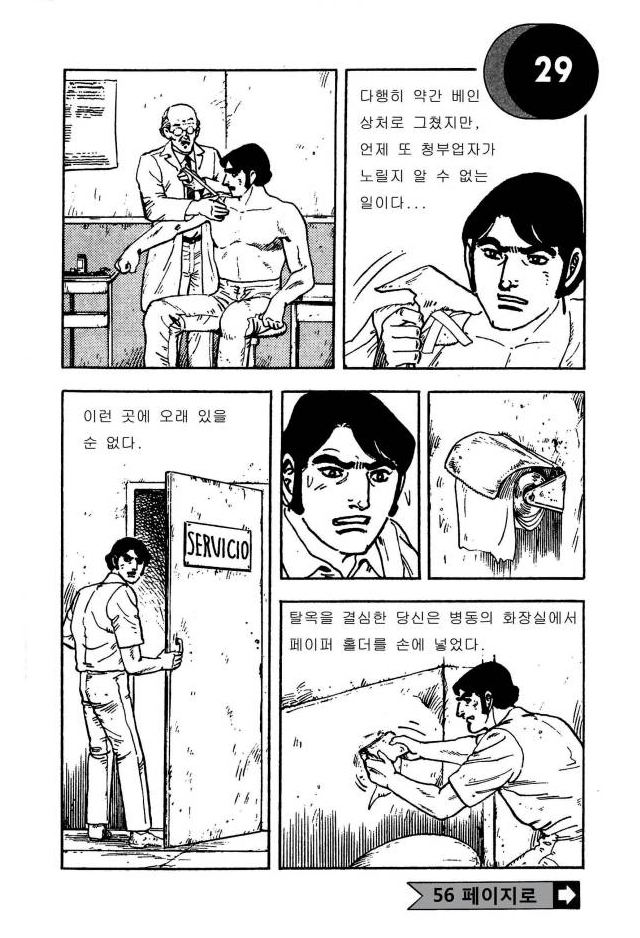 29
다행히 약간 베인
상처로 그쳤지만,
언제 또 청부업자가
노릴지 알 수 없는
일이다...
이런 곳에 오래 있을
순 없다.
SERVICIO
탈옥을 결심한 당신은 병동의 화장실에서
페이퍼 홀더를 손에 넣었다.
56 페이지로